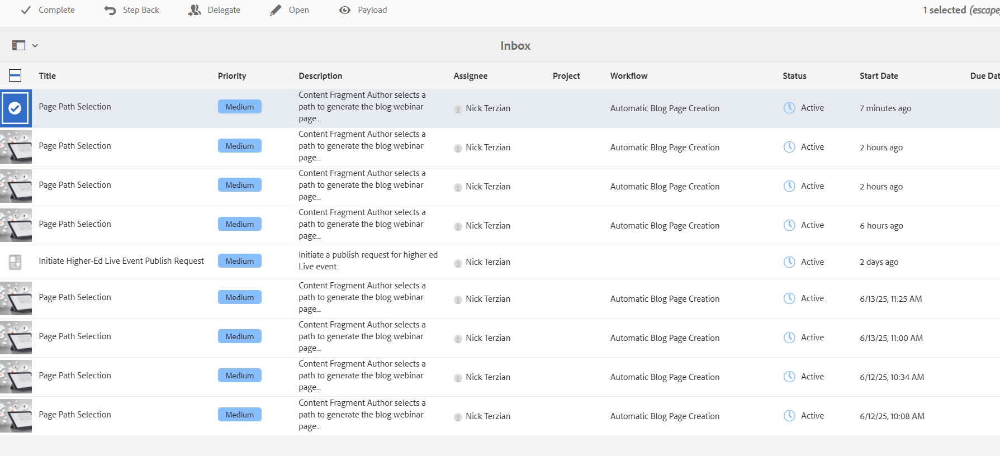 Complete Step Back Delegate Open Payload 1 selected (escape)
Inbox
Title Priority Description Assignee Project Workflow Status Start Date Due Dat
Page Path Selection Medium Content Fragment Author selects a
path to generate the blog webinar
page... Nick Terzian Automatic Blog Page Creation Active 7 minutes ago
Page Path Selection Medium Content Fragment Author selects a
path to generate the blog webinar
page... Nick Terzian Automatic Blog Page Creation Active 2 hours ago
Page Path Selection Medium Content Fragment Author selects a
path to generate the blog webinar
page... Nick Terzian Automatic Blog Page Creation Active 2 hours ago
Page Path Selection Medium Content Fragment Author selects a
path to generate the blog webinar
page... Nick Terzian Automatic Blog Page Creation Active 6 hours ago
Initiate Higher-Ed Live Event Publish Request Medium Initiate a publish request for higher ed
Live event. Nick Terzian Active 2 days ago
Page Path Selection Medium Content Fragment Author selects a
path to generate the blog webinar
page... Nick Terzian Automatic Blog Page Creation Active 6/13/25, 11:25 AM
Page Path Selection Medium Content Fragment Author selects a
path to generate the blog webinar
page... Nick Terzian Automatic Blog Page Creation Active 6/13/25, 11:00 AM
Page Path Selection Medium Content Fragment Author selects a
path to generate the blog webinar
page... Nick Terzian Automatic Blog Page Creation Active 6/12/25, 10:34 AM
Page Path Selection Medium Content Fragment Author selects a
path to generate the blog webinar
page... Nick Terzian Automatic Blog Page Creation Active 6/12/25, 10:08 AM